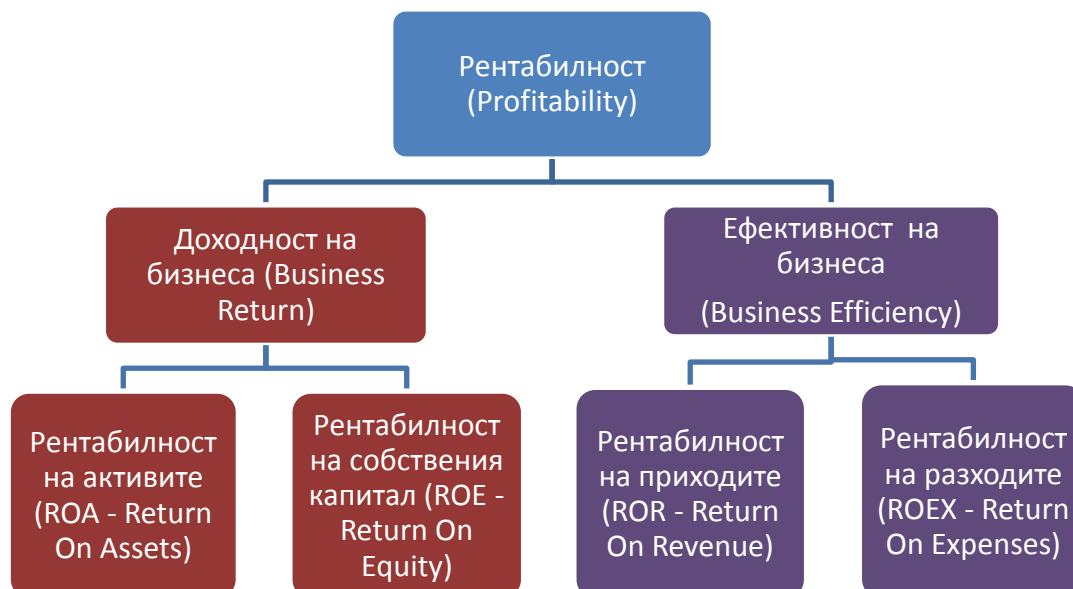 Рентабилност
(Profitability)
Доходност на
бизнеса (Business
Return)
Ефективност на
бизнеса
(Business Efficiency)
Рентабилност
на активите
(ROA - Return
On Assets)
Рентабилност
на собствения
капитал (ROE -
Return On
Equity)
Рентабилност
на приходите
(ROR - Return
On Revenue)
Рентабилност
на разходите
(ROEX - Return
On Expenses)